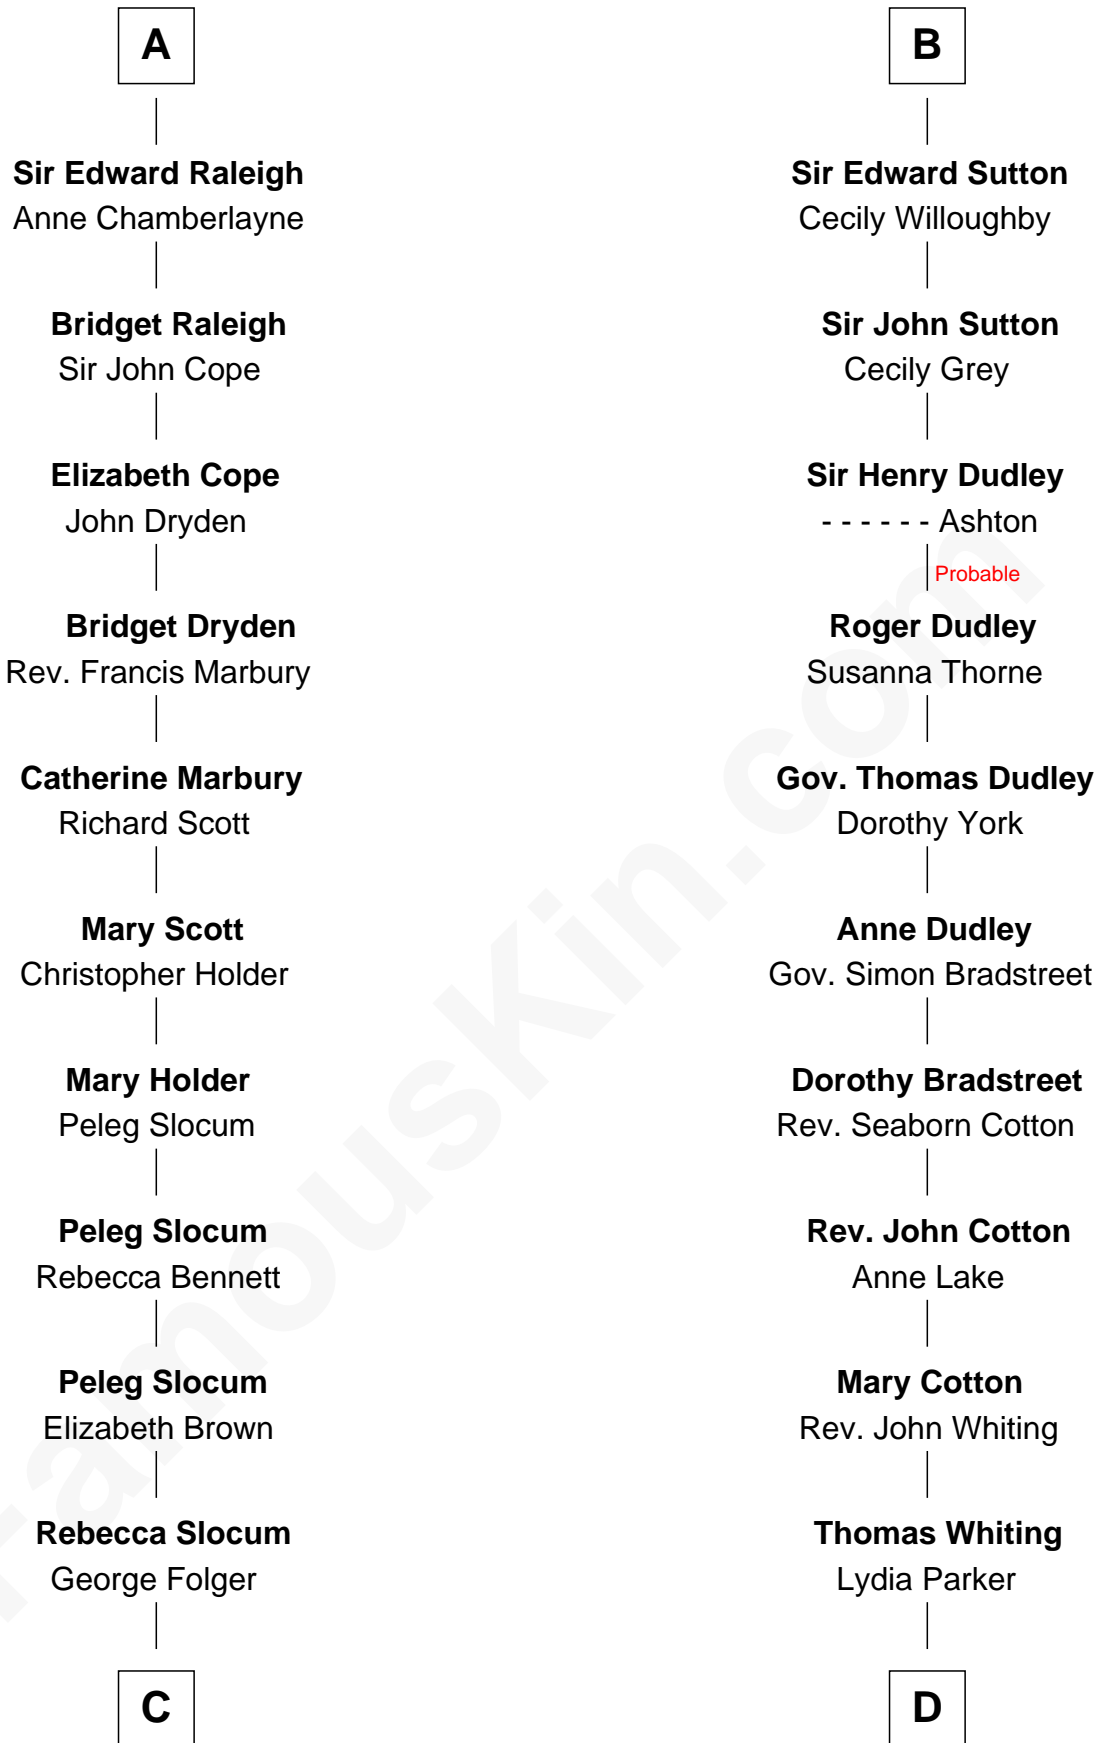 A
Sir Edward Raleigh
Anne Chamberlayne
Bridget Raleigh
Sir John Cope
Elizabeth Cope
John Dryden
Bridget Dryden
Rev. Francis Marbury
Catherine Marbury
Richard Scott
Mary Scott
Christopher Holder
Mary Holder
Peleg Slocum
Peleg Slocum
Rebecca Bennett
Peleg Slocum
Elizabeth Brown
Rebecca Slocum
George Folger
C
B
Sir Edward Sutton
Cecily Willoughby
Sir John Sutton
Cecily Grey
Sir Henry Dudley
- - - - - - Ashton
Probable
Roger Dudley
Susanna Thorne
Gov. Thomas Dudley
Dorothy York
Anne Dudley
Gov. Simon Bradstreet
Dorothy Bradstreet
Rev. Seaborn Cotton
Rev. John Cotton
Anne Lake
Mary Cotton
Rev. John Whiting
Thomas Whiting
Lydia Parker
D
FamousKin.com